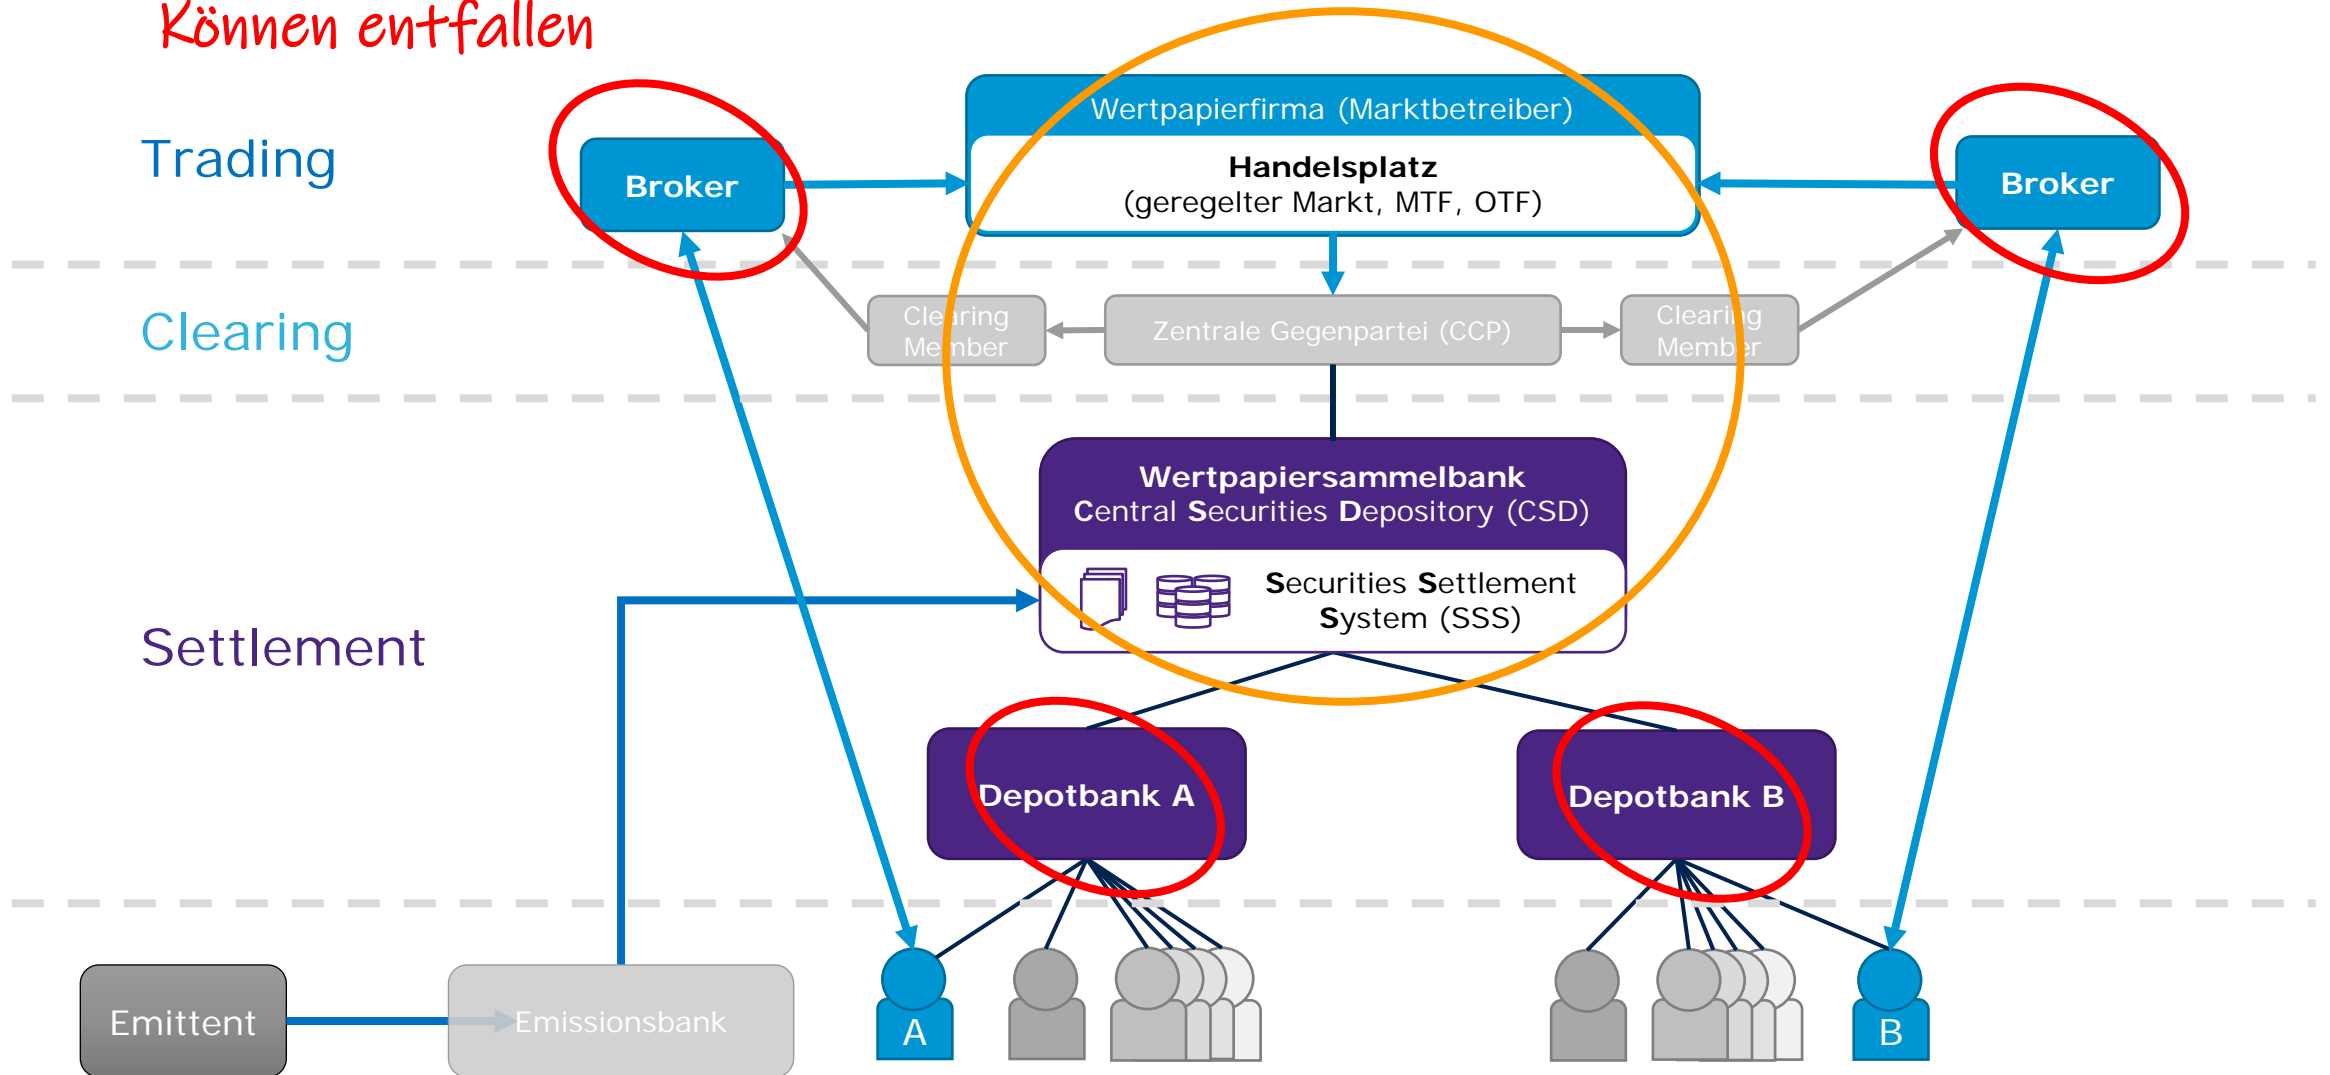 Können entfallen
Wertpapierfirma (Marktbetreiber)
Trading
Broker
Handelsplatz
(geregelter Markt, MTF, OTF)
Broker
Clearing
Clearing
Member
Zentrale Gegenpartei (CCP)
Clearing
Member
Wertpapiersammelbank
Central Securities Depository (CSD)
Securities Settlement
System (SSS)
Settlement
Depotbank A
Depotbank B
Emittent
Emissionsbank
A
B